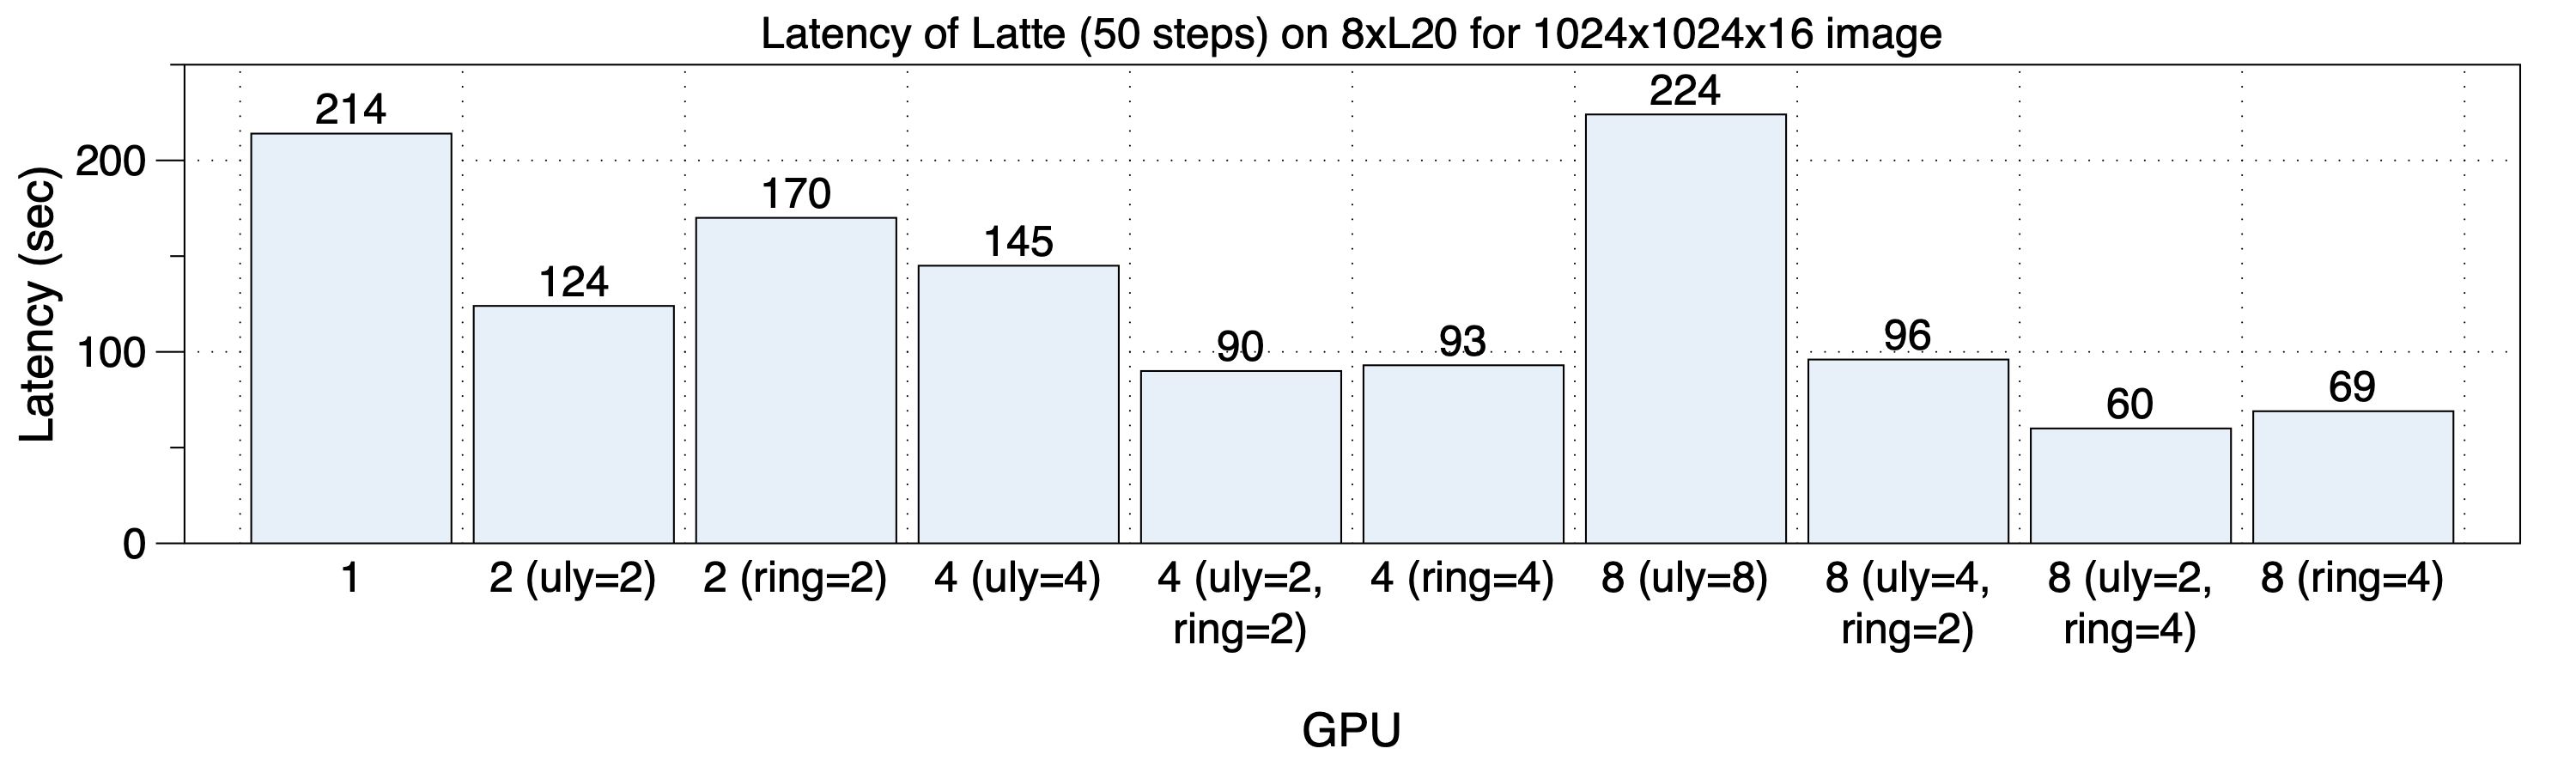 Latency of Latte (50 steps) on 8xL20 for 1024x1024x16 image
Latency (sec)
200
100
0
214
124
170
145
90
93
224
96
60
69
1
2 (uly=2)
2 (ring=2)
4 (uly=4)
4 (uly=2,
ring=2)
4 (ring=4)
8 (uly=8)
8 (uly=4,
ring=2)
8 (uly=2,
ring=4)
8 (ring=4)
GPU